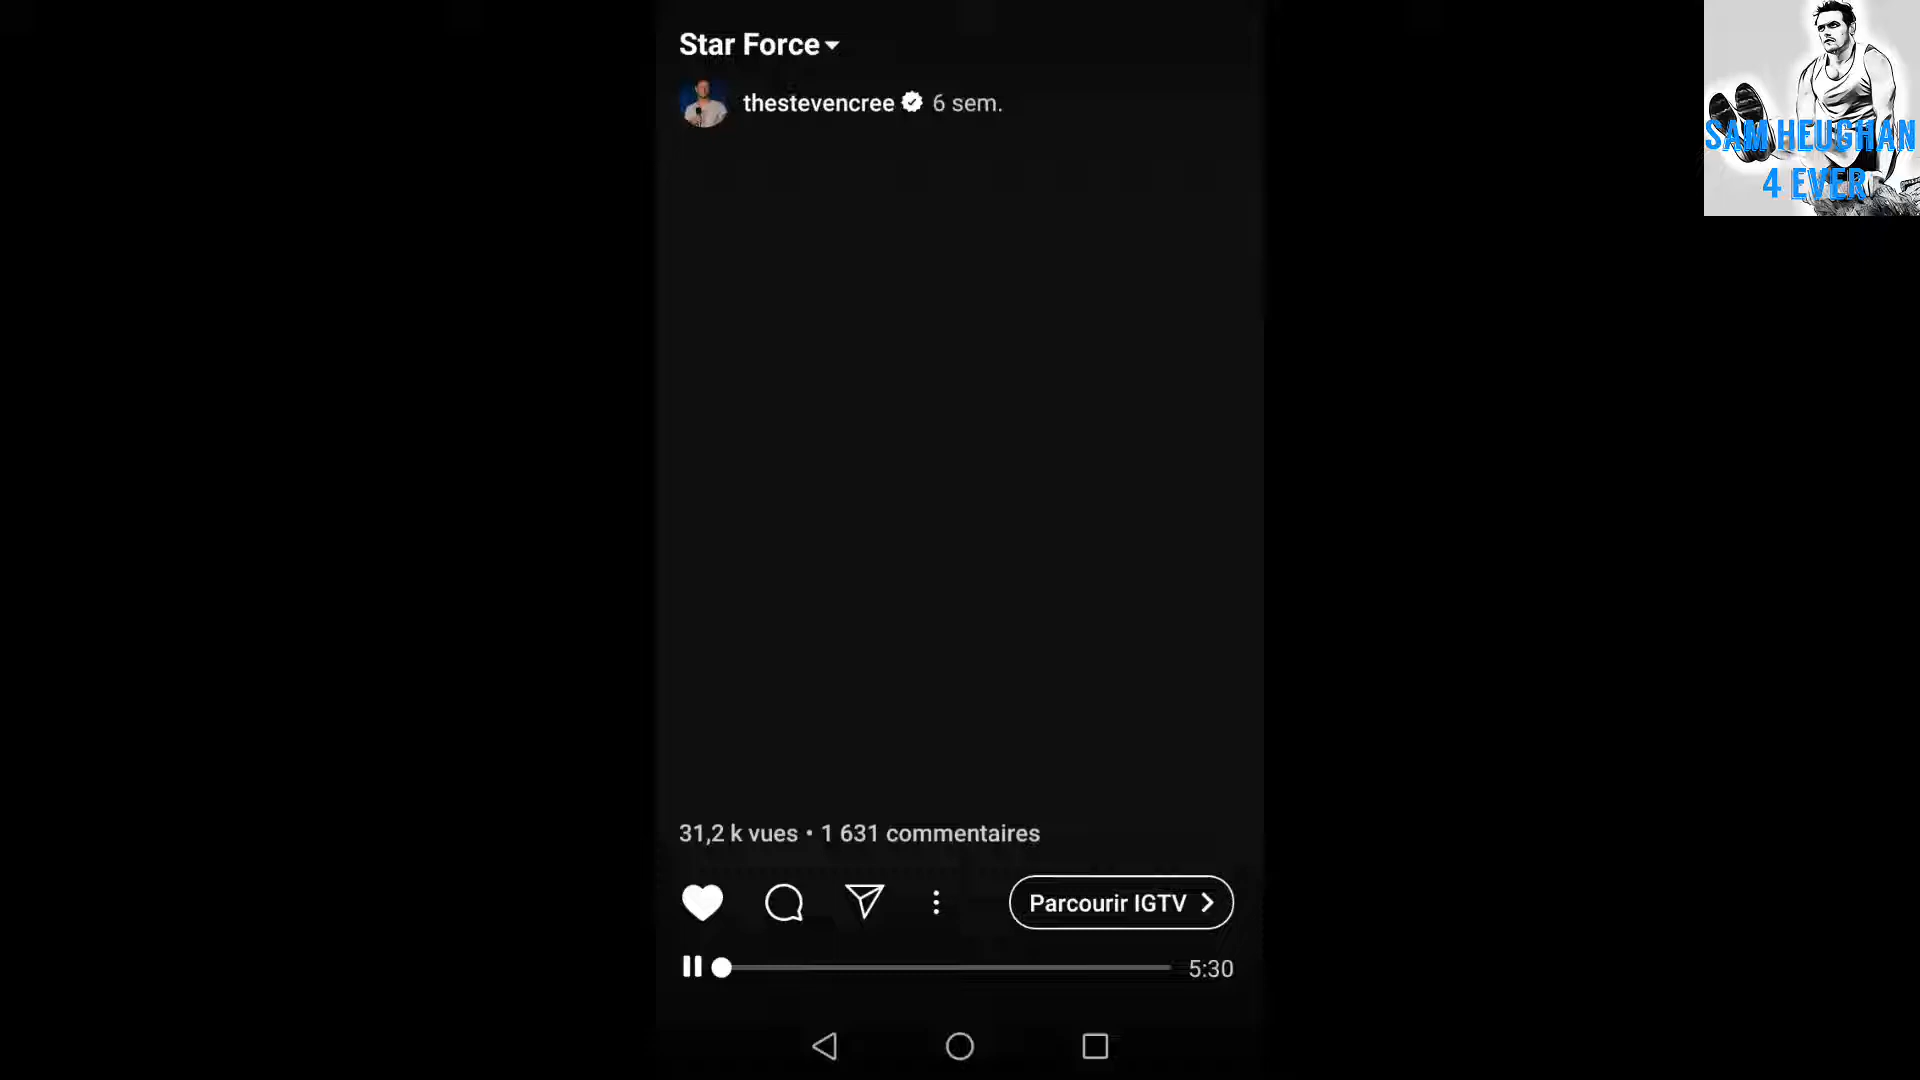 Star Force
thestevencree 6 sem.
SAM HEUGHAN
4 EVER
31,2 k vues • 1 631 commentaires
Parcourir IGTV
5:30